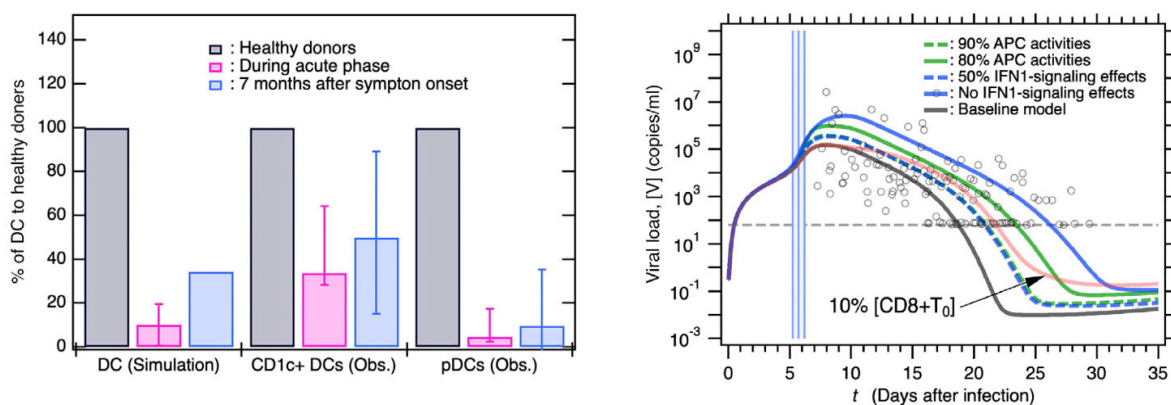 % of DC to healthy doners
140
120
100
80
60
40
20
0
: Healthy donors
: During acute phase
: 7 months after sympton onset
DC (Simulation) CD1c+ DCs (Obs.) pDCs (Obs.)
Viral load, [V] (copies/ml)
10^9
10^7
10^5
10^3
10^1
10^-1
10^-3
: 90% APC activities
: 80% APC activities
: 50% IFN1-signaling effects
: No IFN1-signaling effects
: Baseline model
10% [CD8+T_0]
0 5 10 15 20 25 30 35
t (Days after infection)